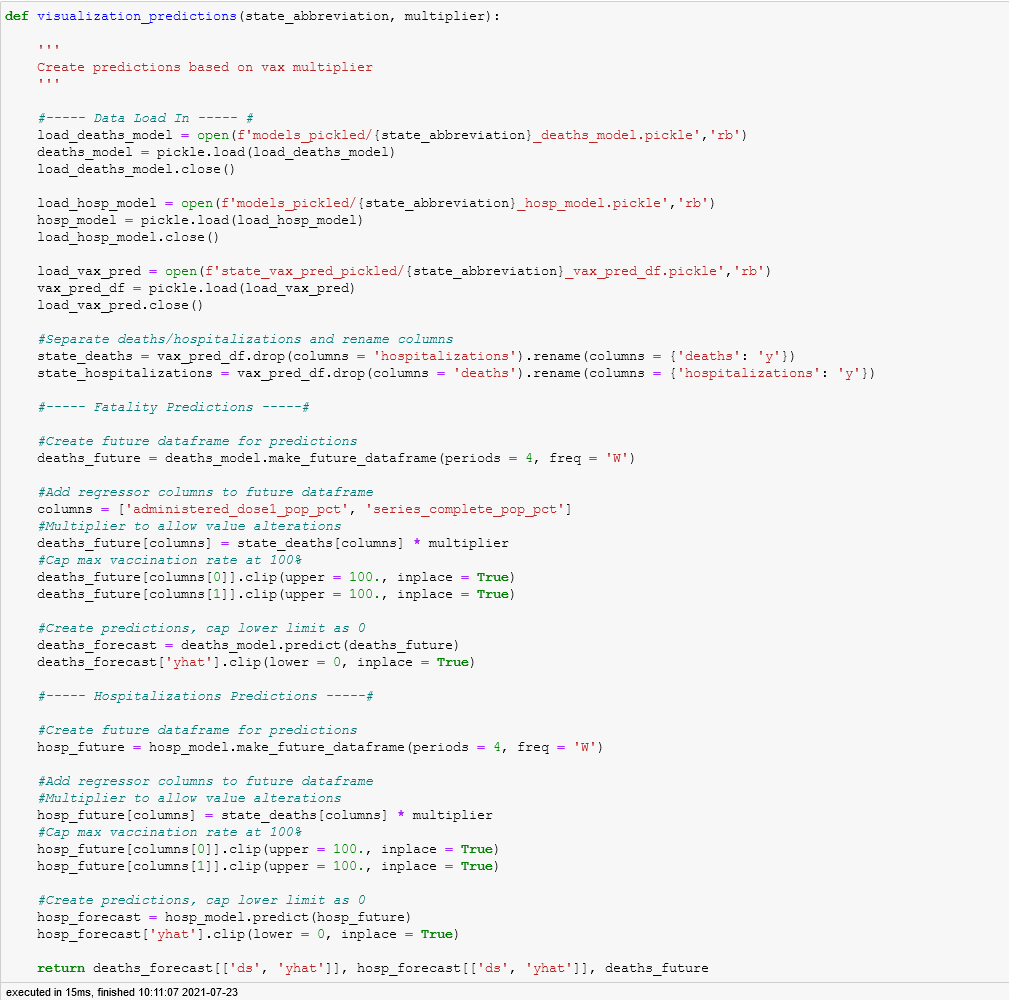 def visualization_predictions(state_abbreviation, multiplier):
'''
Create predictions based on vax multiplier
'''
#----- Data Load In ----- #
load_deaths_model = open(f'models_pickled/{state_abbreviation}_deaths_model.pickle','rb')
deaths_model = pickle.load(load_deaths_model)
load_deaths_model.close()
load_hosp_model = open(f'models_pickled/{state_abbreviation}_hosp_model.pickle','rb')
hosp_model = pickle.load(load_hosp_model)
load_hosp_model.close()
load_vax_pred = open(f'state_vax_pred_pickled/{state_abbreviation}_vax_pred_df.pickle','rb')
vax_pred_df = pickle.load(load_vax_pred)
load_vax_pred.close()
#Separate deaths/hospitalizations and rename columns
state_deaths = vax_pred_df.drop(columns = 'hospitalizations').rename(columns = {'deaths': 'y'})
state_hospitalizations = vax_pred_df.drop(columns = 'deaths').rename(columns = {'hospitalizations': 'y'})
#----- Fatality Predictions -----#
#Create future dataframe for predictions
deaths_future = deaths_model.make_future_dataframe(periods = 4, freq = 'W')
#Add regressor columns to future dataframe
columns = ['administered_dose1_pop_pct', 'series_complete_pop_pct']
#Multiplier to allow value alterations
deaths_future[columns] = state_deaths[columns] * multiplier
#Cap max vaccination rate at 100%
deaths_future[columns[0]].clip(upper = 100., inplace = True)
deaths_future[columns[1]].clip(upper = 100., inplace = True)
#Create predictions, cap lower limit as 0
deaths_forecast = deaths_model.predict(deaths_future)
deaths_forecast['yhat'].clip(lower = 0, inplace = True)
#----- Hospitalizations Predictions -----#
#Create future dataframe for predictions
hosp_future = hosp_model.make_future_dataframe(periods = 4, freq = 'W')
#Add regressor columns to future dataframe
#Multiplier to allow value alterations
hosp_future[columns] = state_deaths[columns] * multiplier
#Cap max vaccination rate at 100%
hosp_future[columns[0]].clip(upper = 100., inplace = True)
hosp_future[columns[1]].clip(upper = 100., inplace = True)
#Create predictions, cap lower limit as 0
hosp_forecast = hosp_model.predict(hosp_future)
hosp_forecast['yhat'].clip(lower = 0, inplace = True)
return deaths_forecast[['ds', 'yhat']], hosp_forecast[['ds', 'yhat']], deaths_future
executed in 15ms, finished 10:11:07 2021-07-23